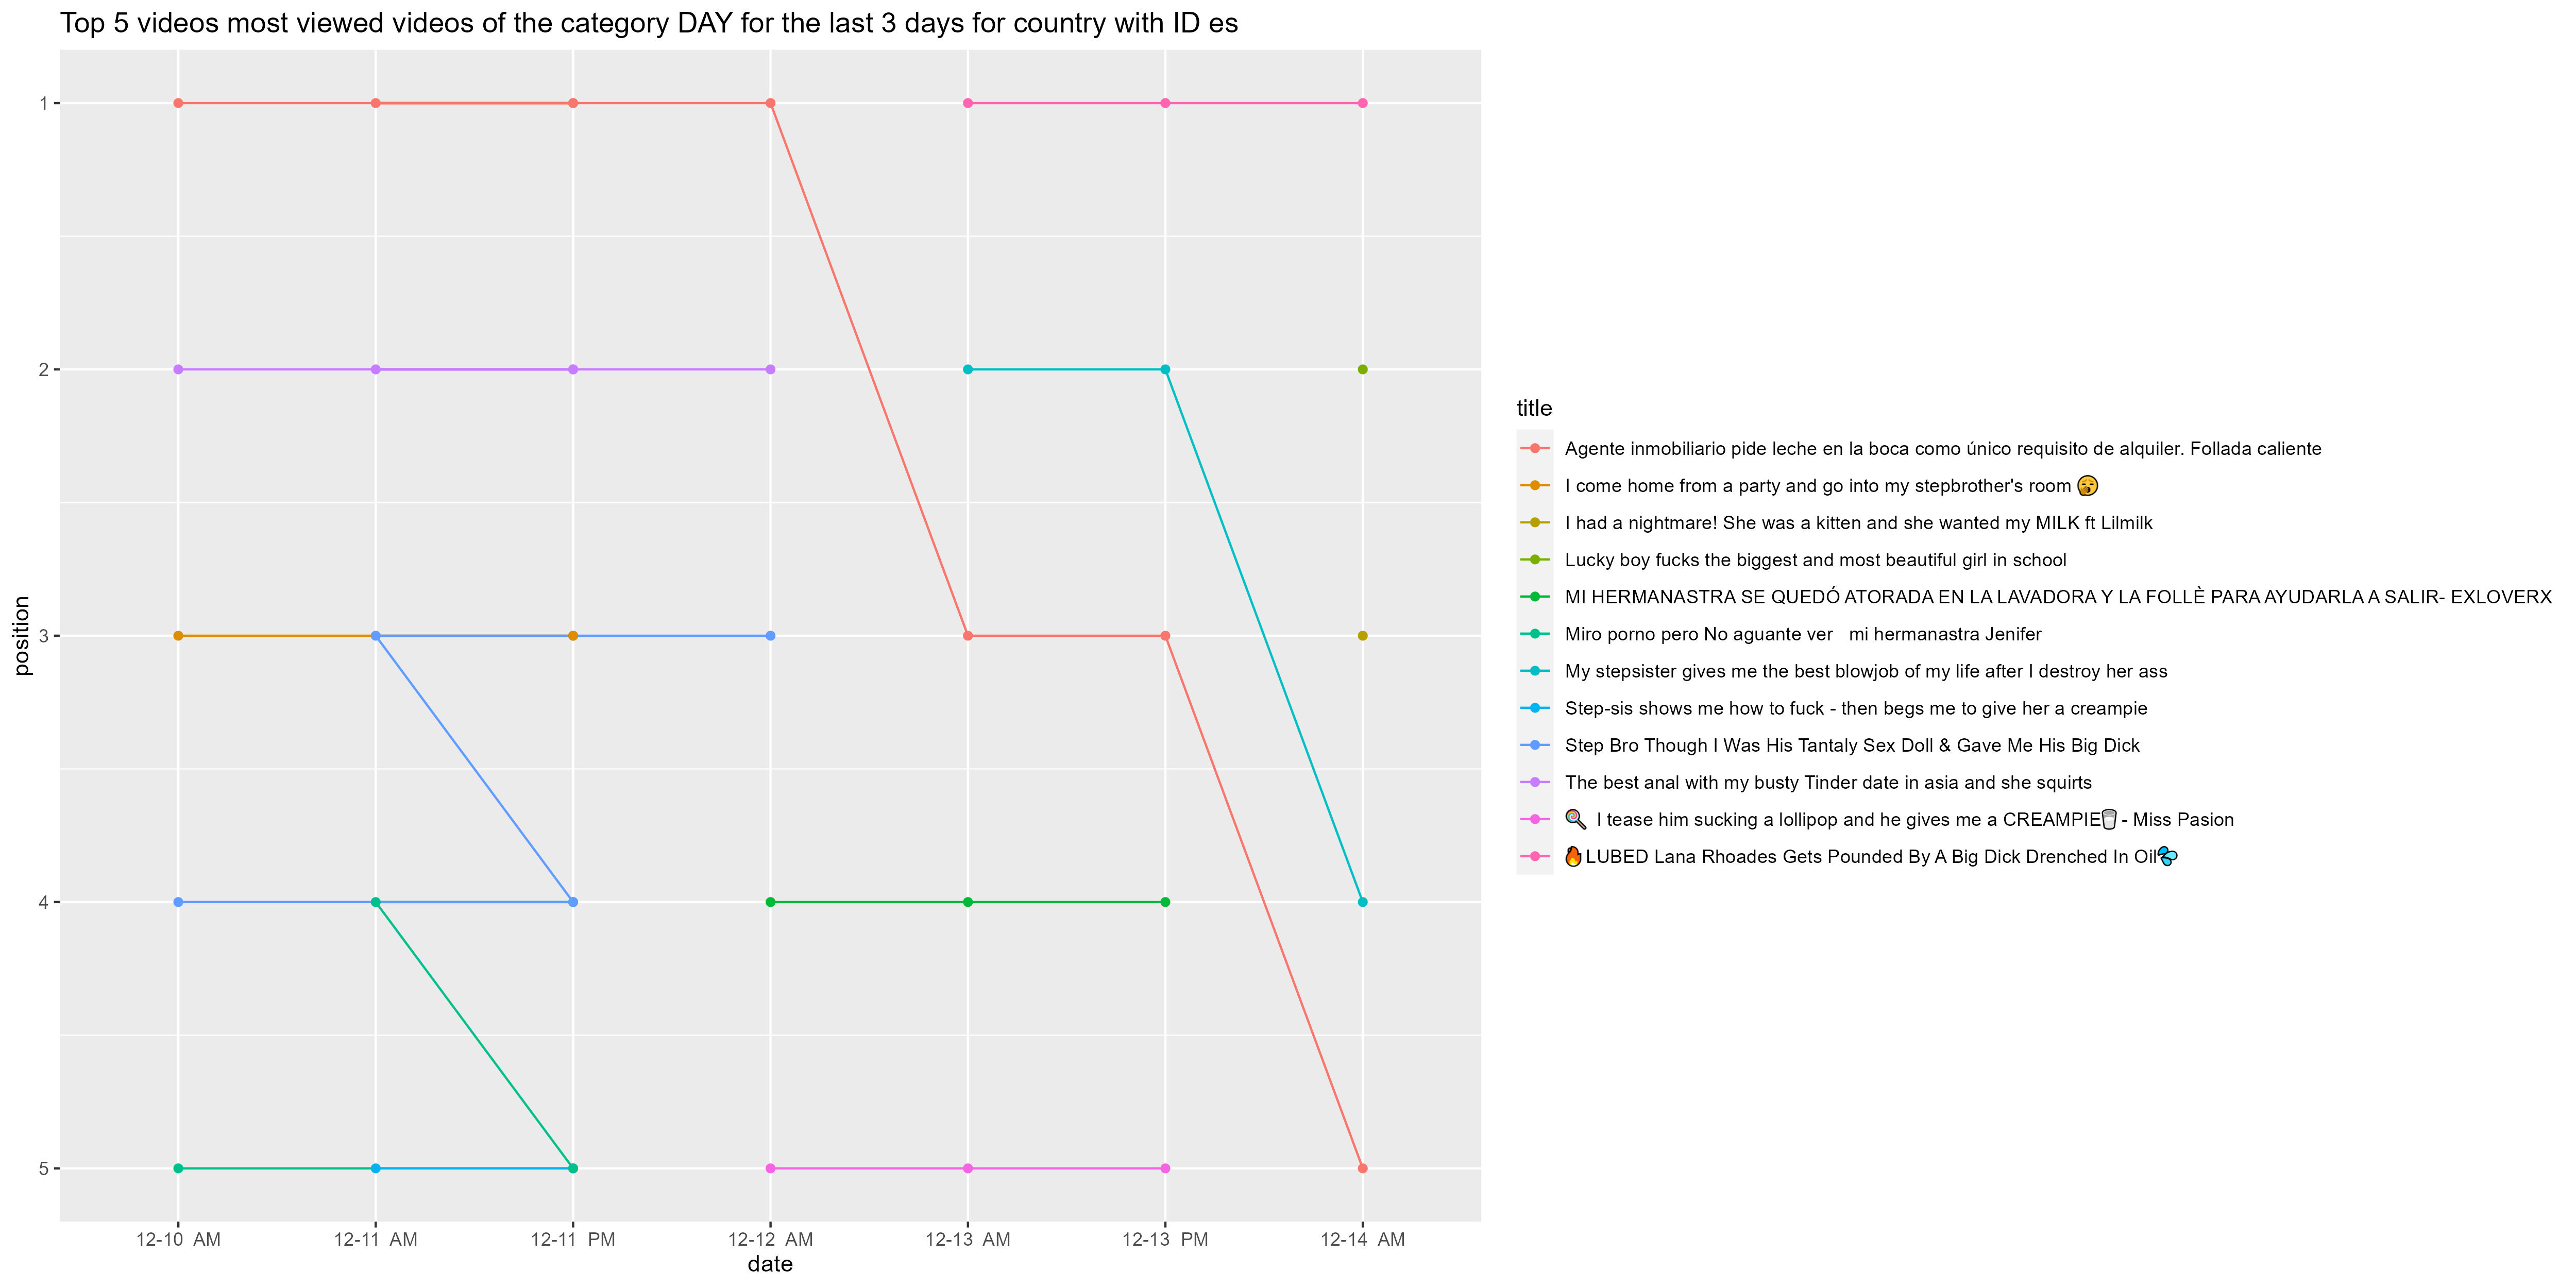 Top 5 videos most viewed videos of the category DAY for the last 3 days for country with ID es
1
2
3
4
5
position
12-10 AM
12-11 AM
12-11 PM
12-12 AM
12-13 AM
12-13 PM
12-14 AM
date
title
Agente inmobiliario pide leche en la boca como único requisito de alquiler. Follada caliente
I come home from a party and go into my stepbrother's room 🥱
I had a nightmare! She was a kitten and she wanted my MILK ft Lilmilk
Lucky boy fucks the biggest and most beautiful girl in school
MI HERMANASTRA SE QUEDÓ ATORADA EN LA LAVADORA Y LA FOLLÈ PARA AYUDARLA A SALIR- EXLOVERX
Miro porno pero No aguante ver mi hermanastra Jenifer
My stepsister gives me the best blowjob of my life after I destroy her ass
Step-sis shows me how to fuck - then begs me to give her a creampie
Step Bro Though I Was His Tantaly Sex Doll & Gave Me His Big Dick
The best anal with my busty Tinder date in asia and she squirts
🍭 I tease him sucking a lollipop and he gives me a CREAMPIE🥛 - Miss Pasion
🔥LUBED Lana Rhoades Gets Pounded By A Big Dick Drenched In Oil💦